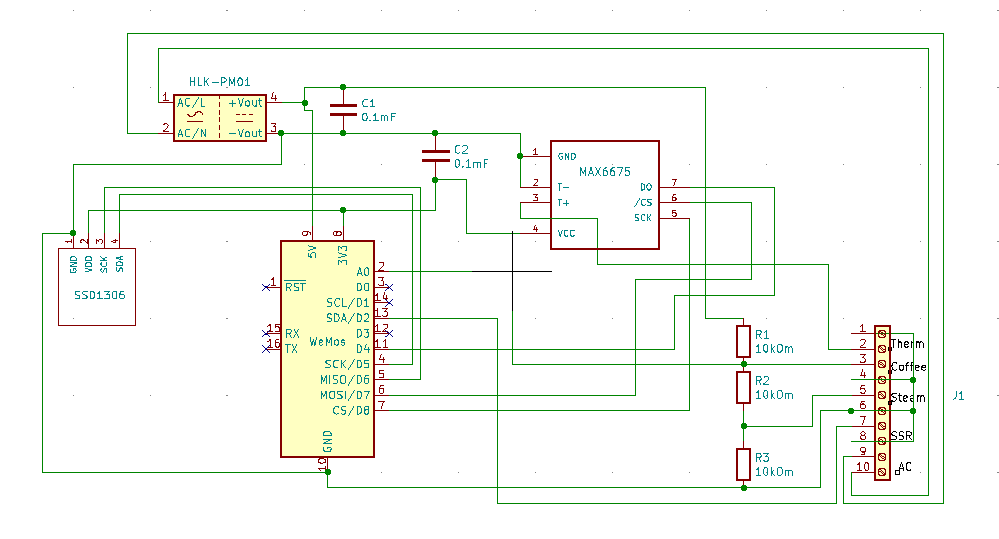 HLK-PM01
1 AC/L +Vout 4
2 AC/N -Vout 3
C1
0.1mF
C2
0.1mF
1 GND
MAX6675
2 T-
3 T+
4 VCC
DO 7
/CS 6
SCK 5
1 2 3 4
GND VDD SCK SDA
SSD1306
9 8
5V 3V3
A0 2
1 RST
D0 3
SCL/D1 14
SDA/D2 13
15 RX
D3 12
WeMos
16 TX
D4 11
SCK/D5 4
MISO/D6 5
MOSI/D7 6
CS/D8 7
GND
10
R1
10kOm
R2
10kOm
R3
10kOm
1
2 Therm
3
4 Coffee
5
6 Steam
7
8 SSR
9
10 AC
J1